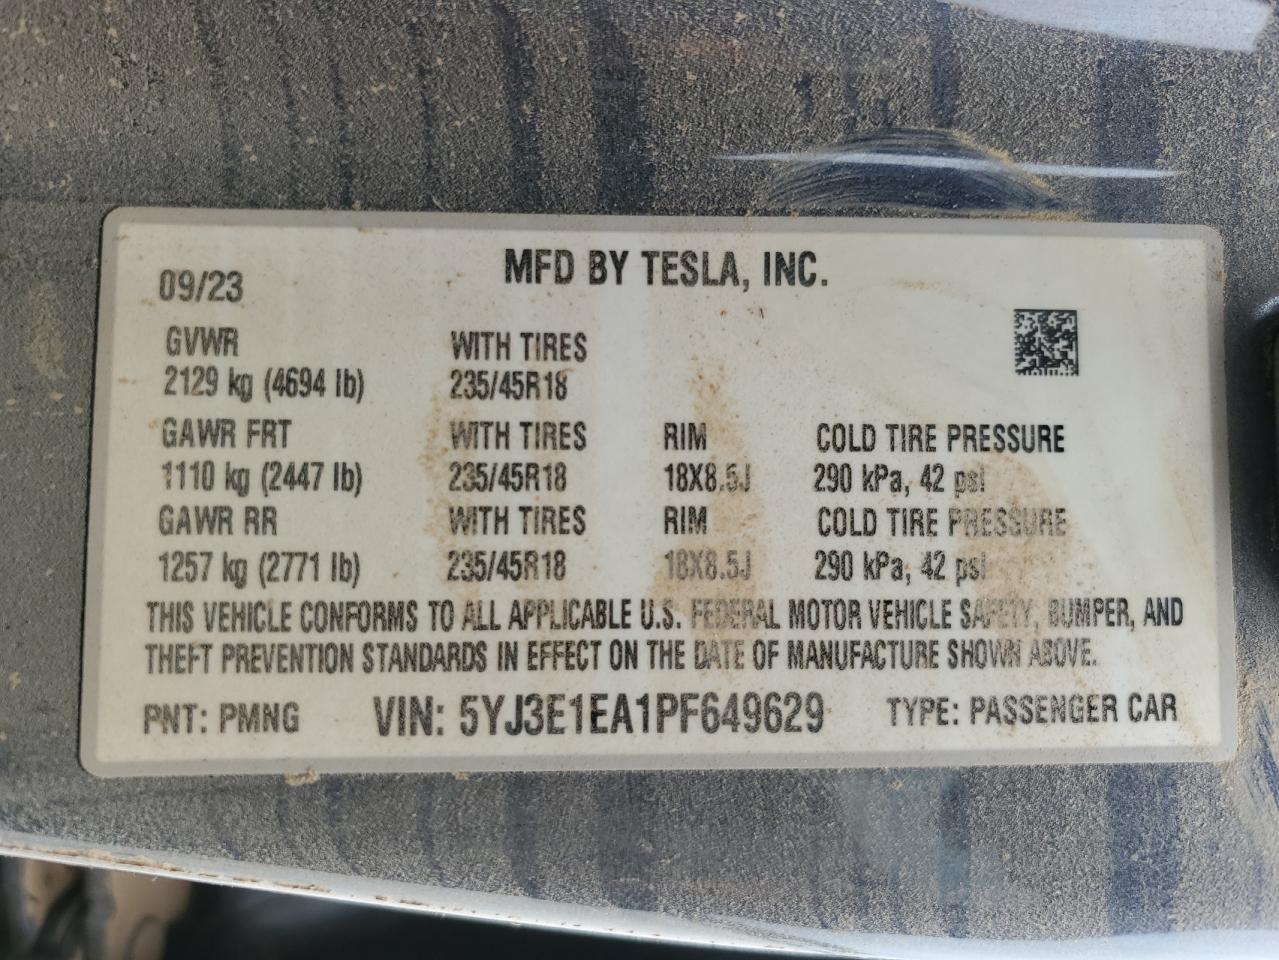 MFD BY TESLA, INC.
09/23
GVWR WITH TIRES
2129 kg (4694 lb) 235/45R18
GAWR FRT WITH TIRES RIM COLD TIRE PRESSURE
1110 kg (2447 lb) 235/45R18 18X8.5J 290 kPa, 42 psi
GAWR RR WITH TIRES RIM COLD TIRE PRESSURE
1257 kg (2771 lb) 235/45R18 18X8.5J 290 kPa, 42 psi
THIS VEHICLE CONFORMS TO ALL APPLICABLE U.S. FEDERAL MOTOR VEHICLE SAFETY, BUMPER, AND
THEFT PREVENTION STANDARDS IN EFFECT ON THE DATE OF MANUFACTURE SHOWN ABOVE.
PNT: PMNG VIN: 5YJ3E1EA1PF649629 TYPE: PASSENGER CAR